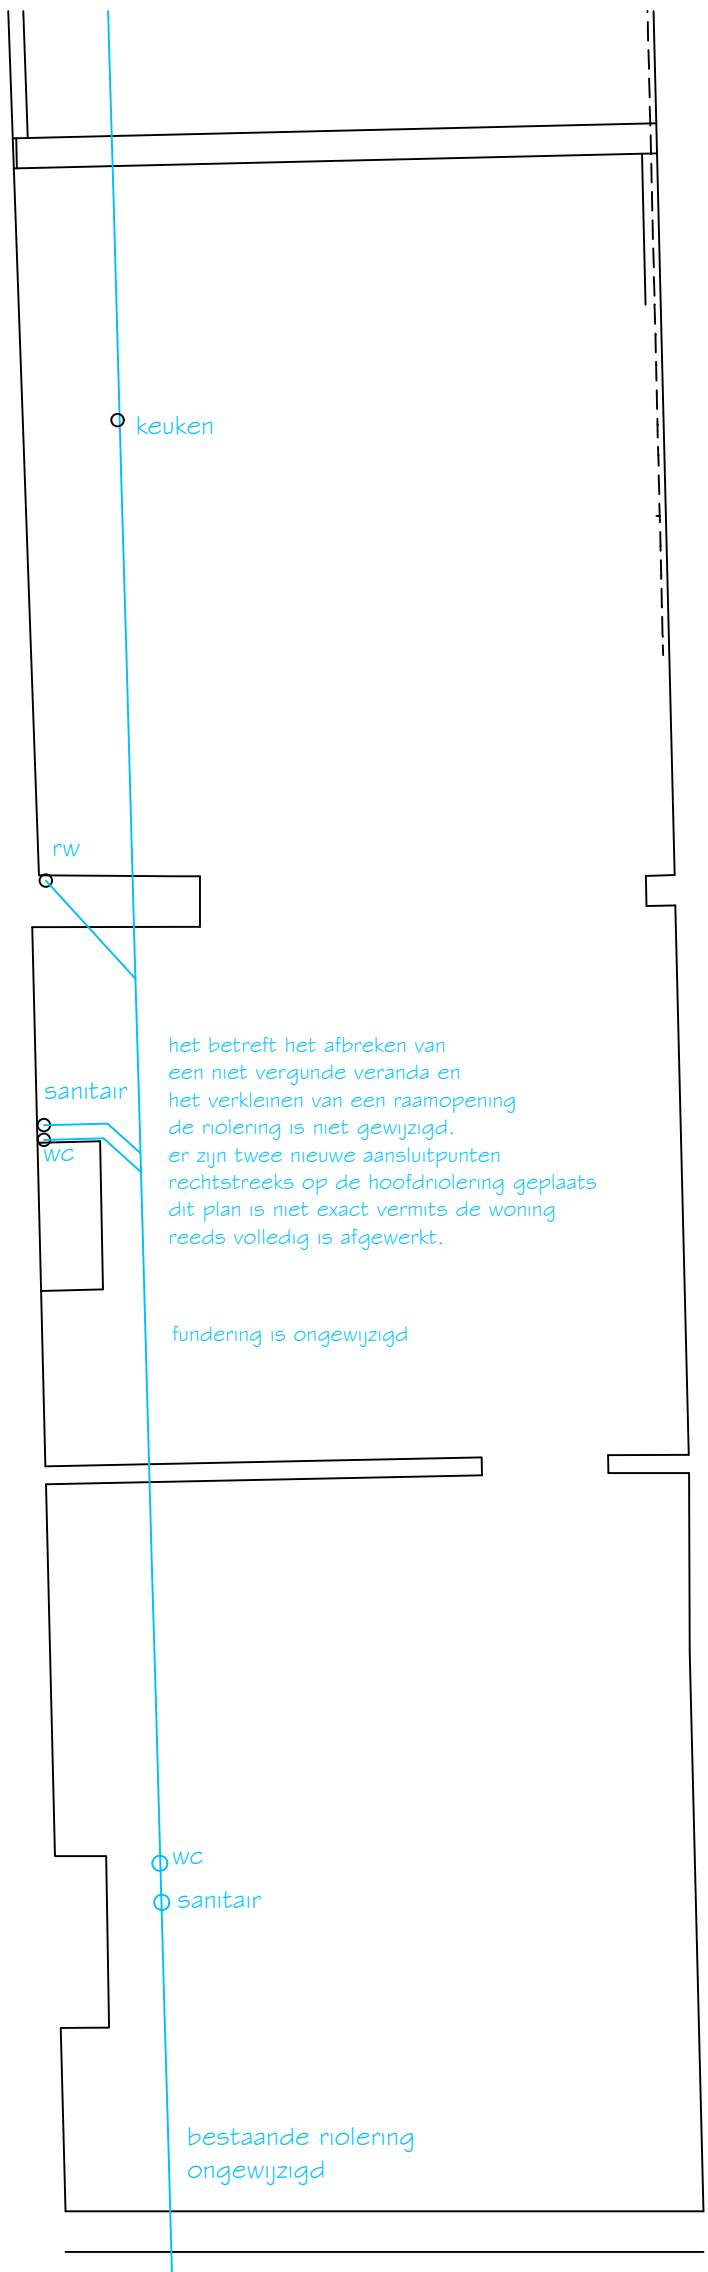 keuken
rw
het betreft het afbreken van
een niet vergunde veranda en
het verkleinen van een raamopening
de riolering is niet gewijzigd.
er zijn twee nieuwe aansluitpunten
rechtstreeks op de hoofdriolering geplaats
dit plan is niet exact vermits de woning
reeds volledig is afgewerkt.
sanitair
wc
fundering is ongewijzigd
wc
sanitair
bestaande riolering
ongewijzigd